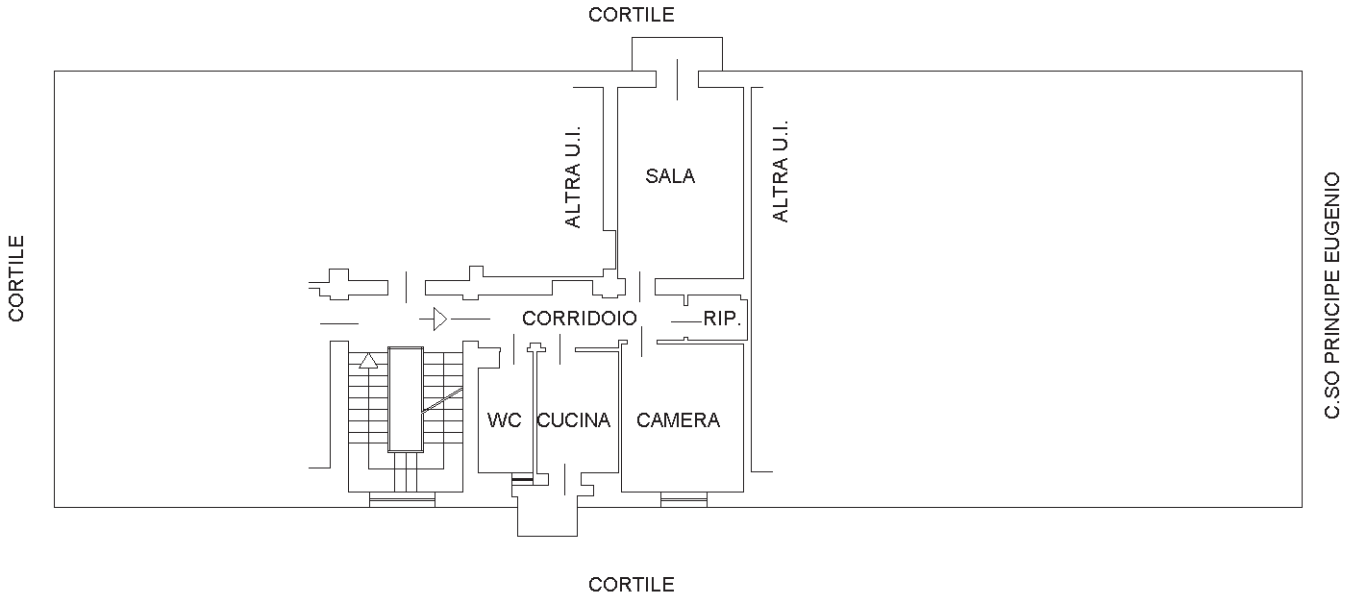 CORTILE
ALTRA U.I.
SALA
ALTRA U.I.
CORTILE
C.SO PRINCIPE EUGENIO
CORRIDOIO
RIP.
WC
CUCINA
CAMERA
CORTILE